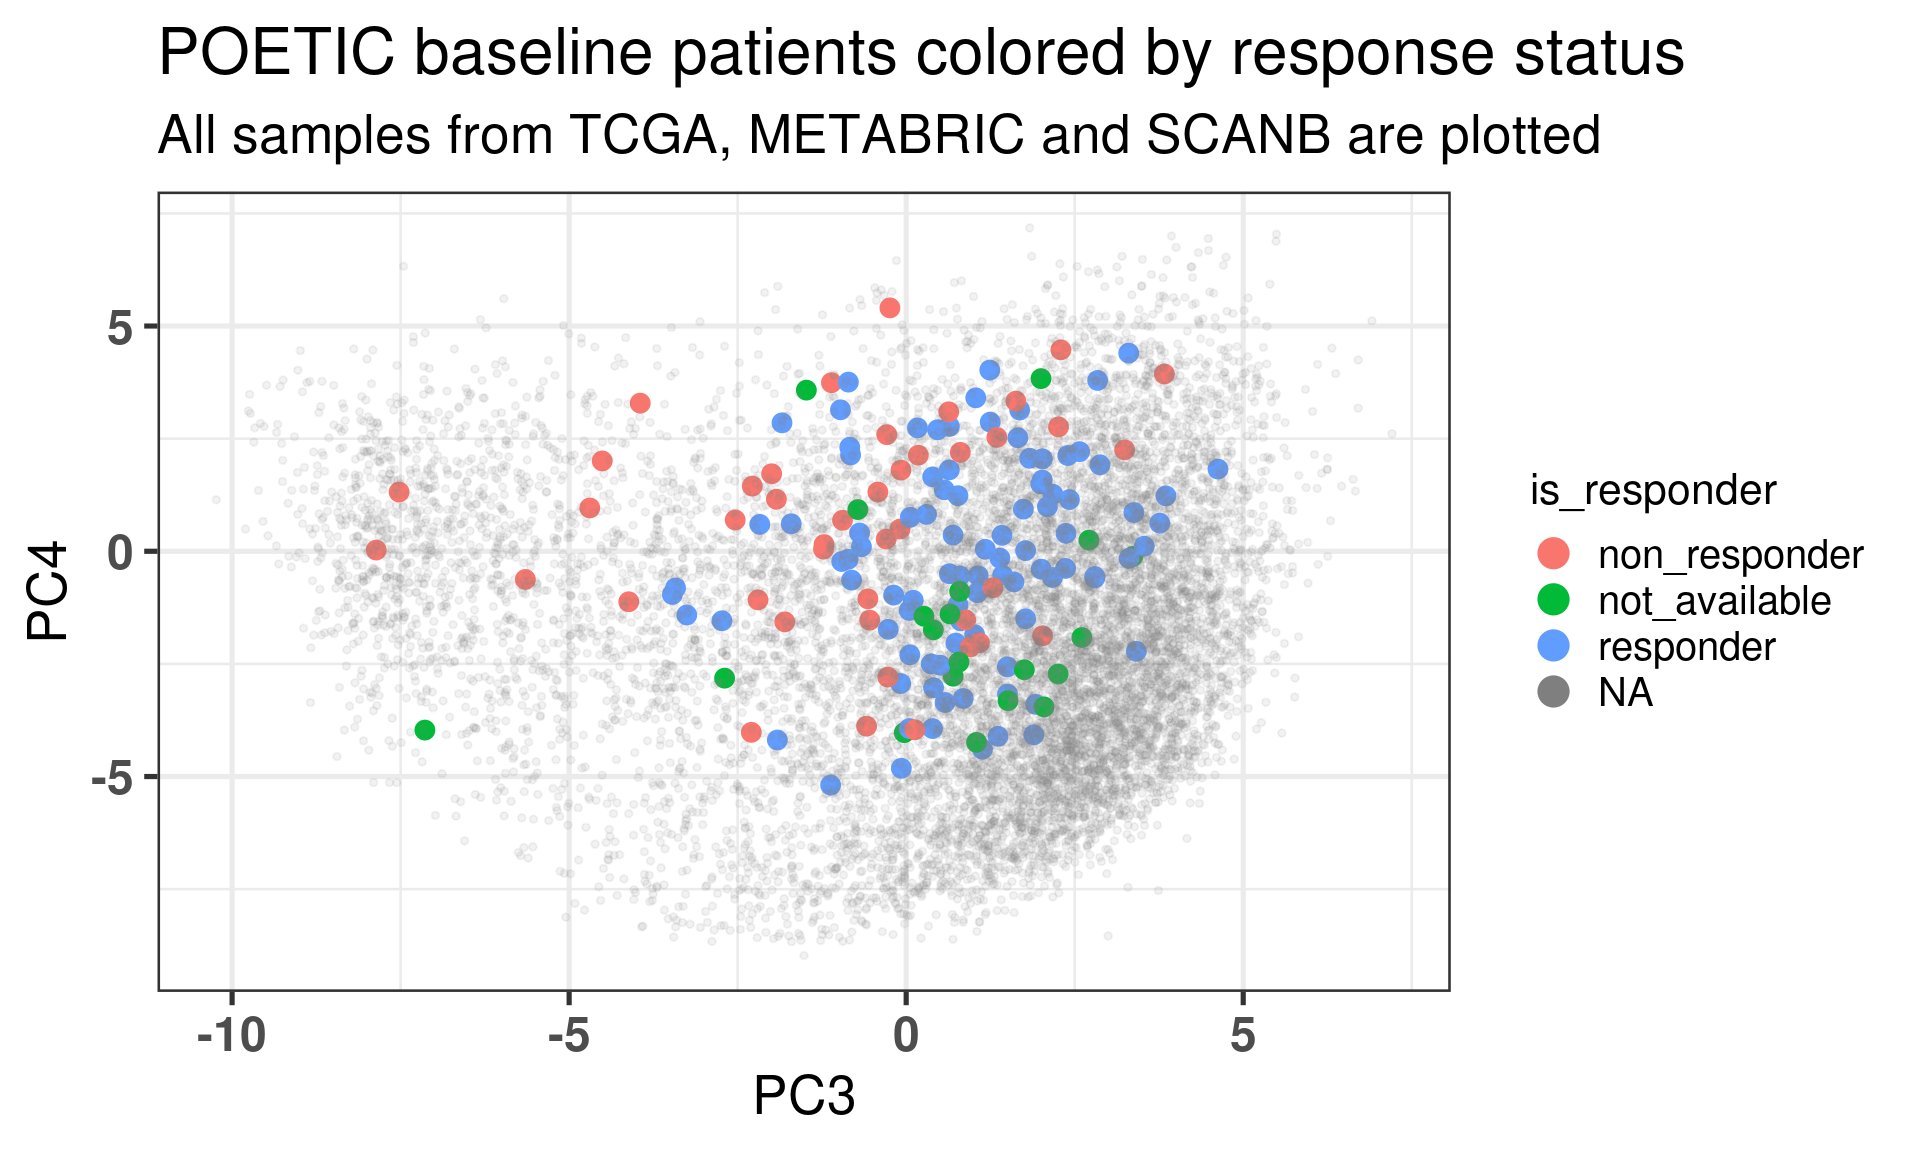 POETIC baseline patients colored by response status
All samples from TCGA, METABRIC and SCANB are plotted
5
0
-5
PC4
-10
-5
0
5
PC3
is_responder
non_responder
not_available
responder
NA